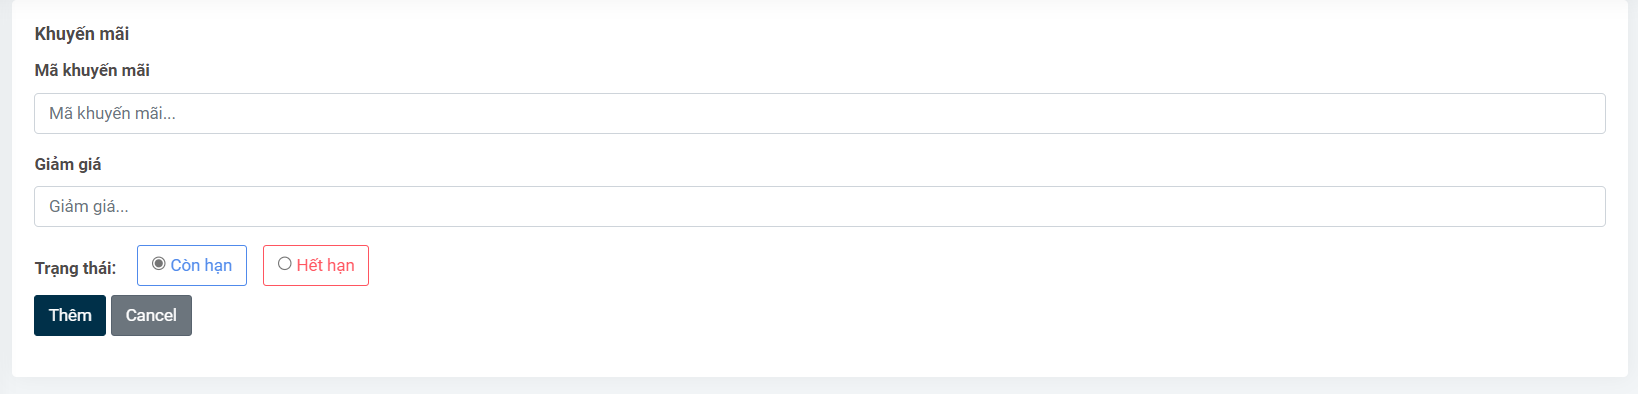 Khuyến mãi
Mã khuyến mãi
Mã khuyến mãi...
Giảm giá
Giảm giá...
Trạng thái: Còn hạn Hết hạn
Thêm Cancel